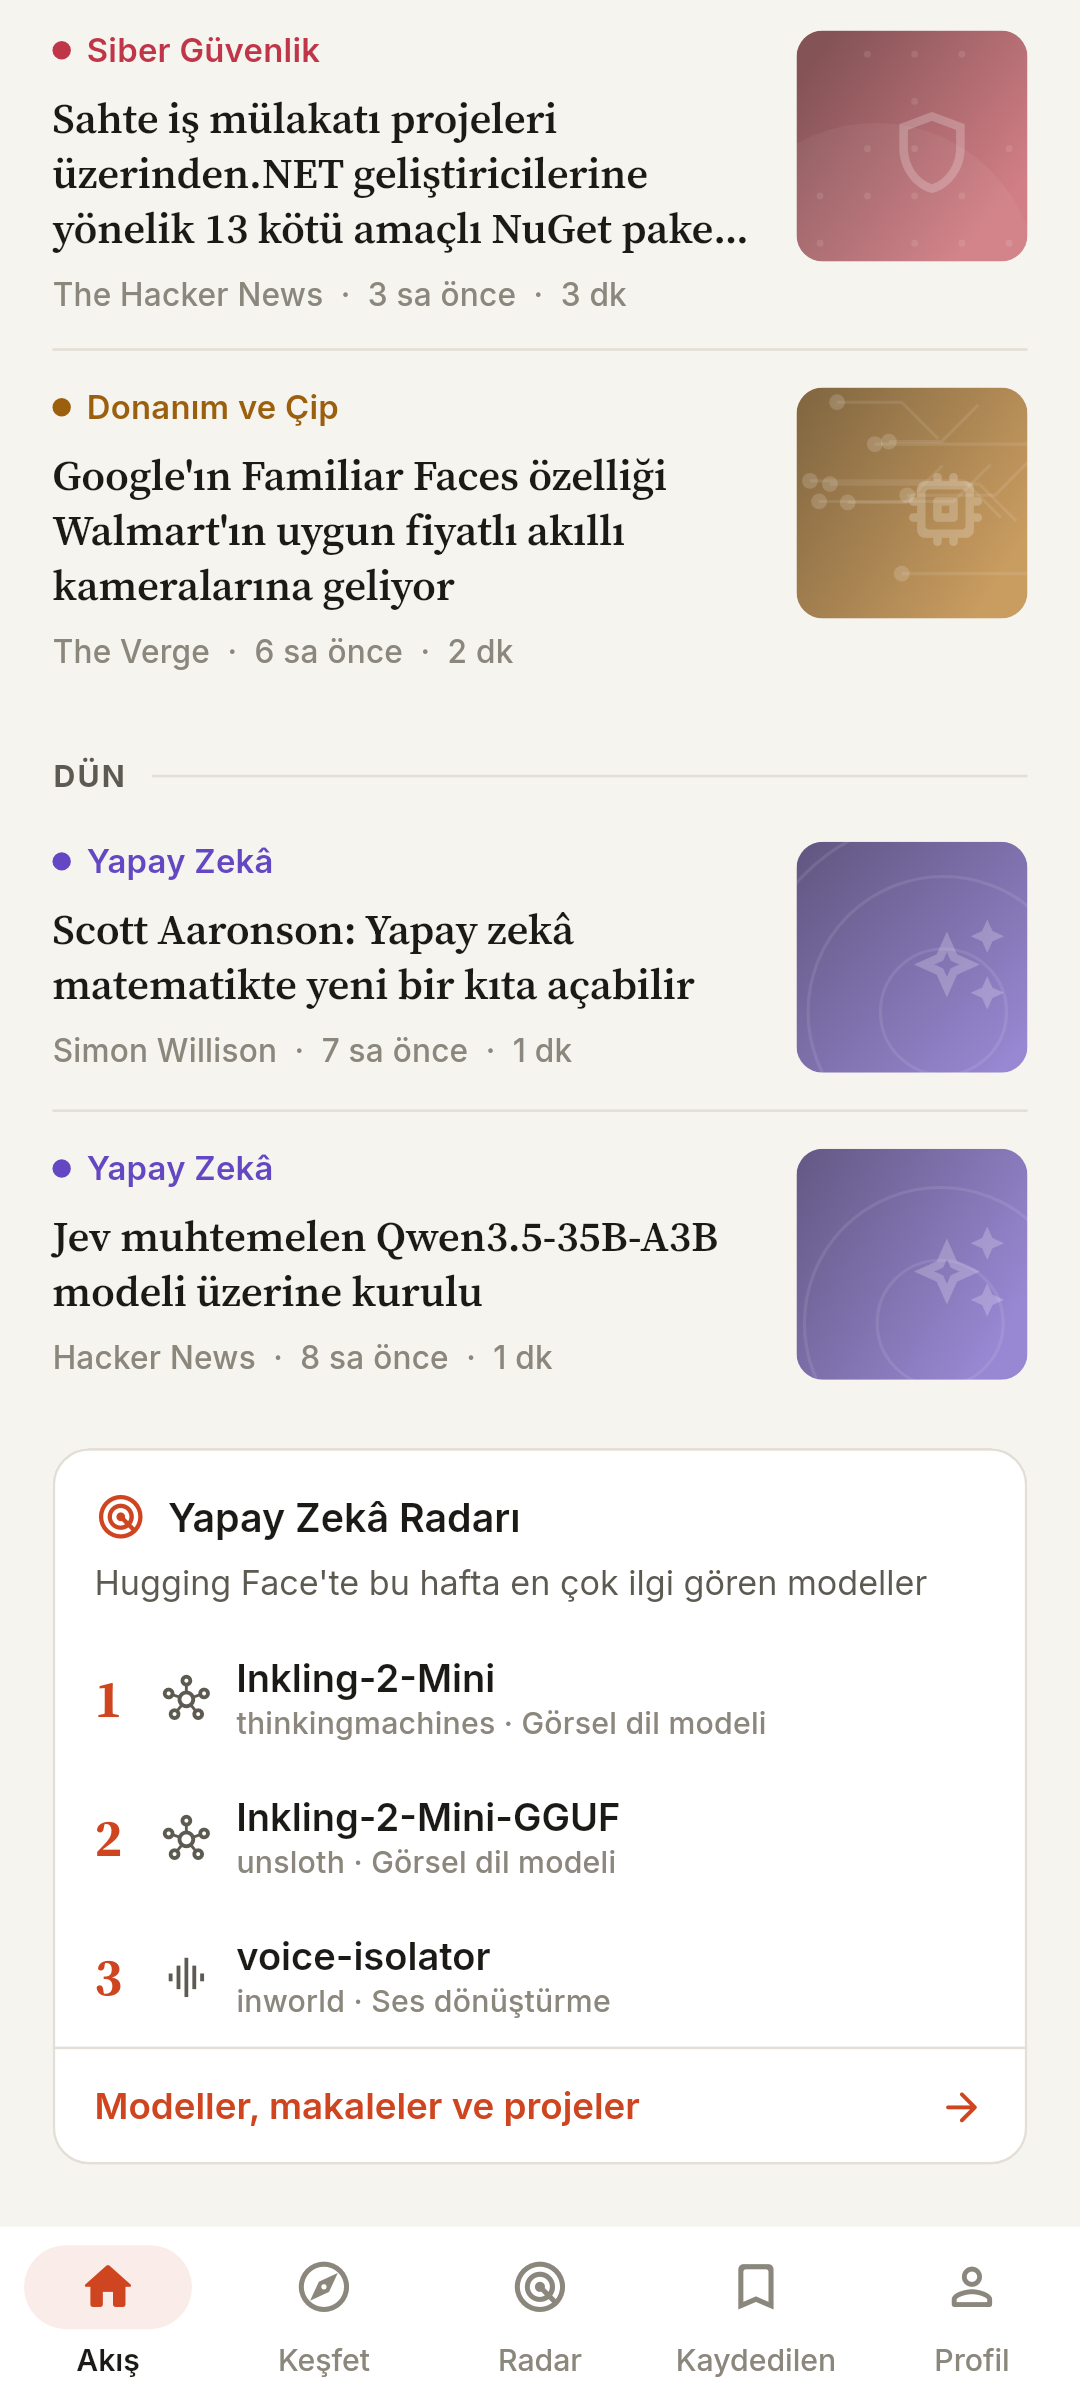 Siber Güvenlik
Sahte iş mülakatı projeleri
üzerinden.NET geliştiricilerine
yönelik 13 kötü amaçlı NuGet pake...
The Hacker News · 3 sa önce · 3 dk
Donanım ve Çip
Google'ın Familiar Faces özelliği
Walmart'ın uygun fiyatlı akıllı
kameralarına geliyor
The Verge · 6 sa önce · 2 dk
DÜN
Yapay Zekâ
Scott Aaronson: Yapay zekâ
matematikte yeni bir kıta açabilir
Simon Willison · 7 sa önce · 1 dk
Yapay Zekâ
Jev muhtemelen Qwen3.5-35B-A3B
modeli üzerine kurulu
Hacker News · 8 sa önce · 1 dk
Yapay Zekâ Radarı
Hugging Face'te bu hafta en çok ilgi gören modeller
1 Inkling-2-Mini
thinkingmachines · Görsel dil modeli
2 Inkling-2-Mini-GGUF
unsloth · Görsel dil modeli
3 voice-isolator
inworld · Ses dönüştürme
Modeller, makaleler ve projeler
Akış Keşfet Radar Kaydedilen Profil